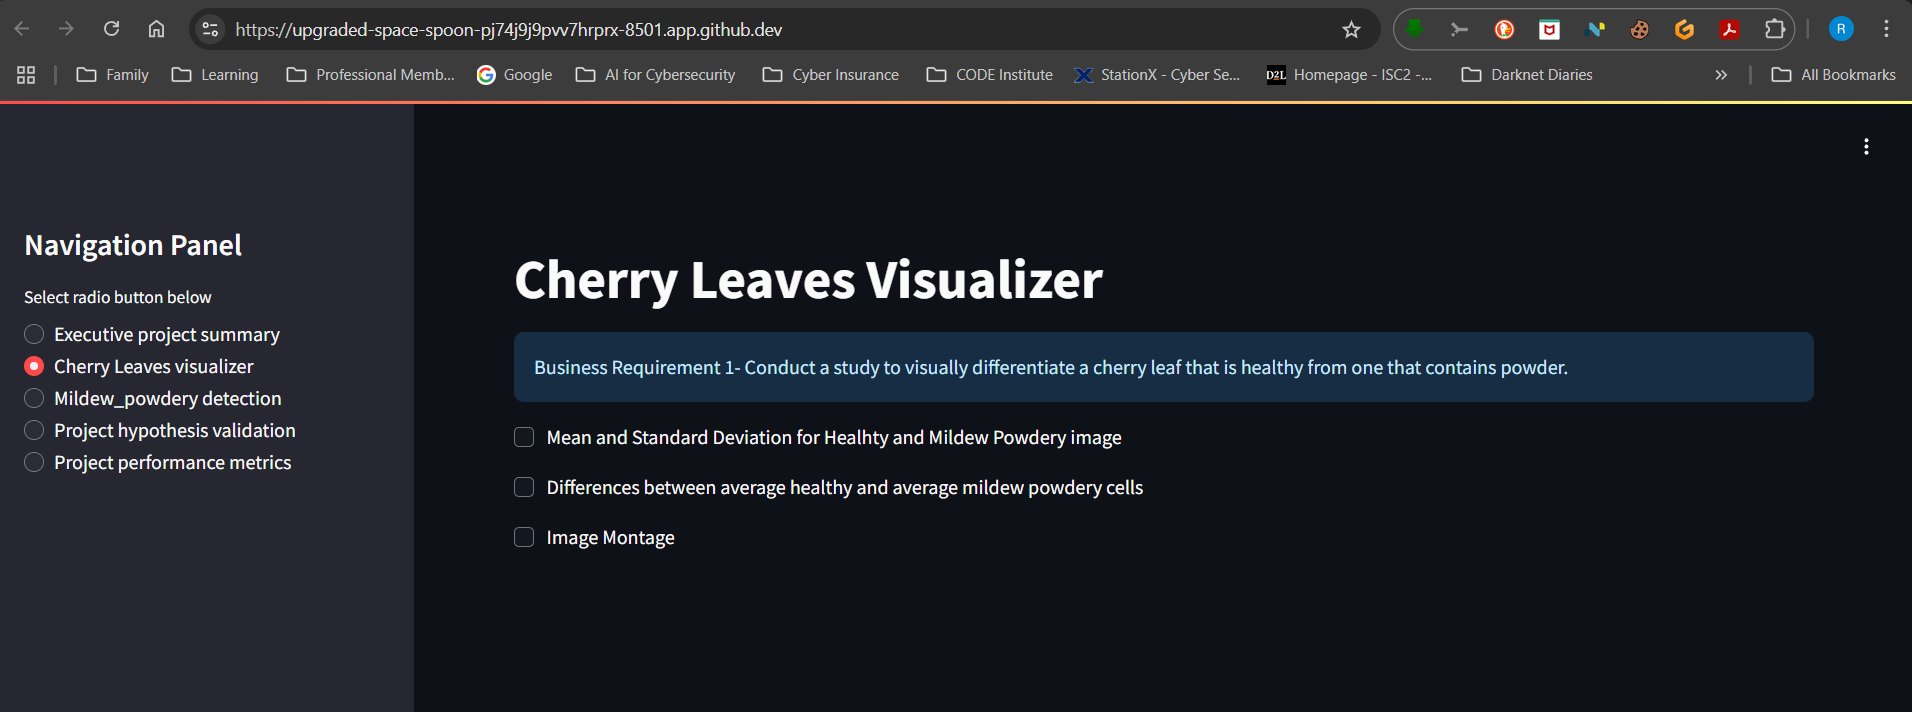 https://upgraded-space-spoon-pj74j9j9pvv7hrprx-8501.app.github.dev
R
Family
Learning
Professional Memb...
Google
AI for Cybersecurity
Cyber Insurance
CODE Institute
StationX - Cyber Se...
D2L
Homepage - ISC2 -...
Darknet Diaries
»
All Bookmarks
Navigation Panel
Select radio button below
Executive project summary
Cherry Leaves visualizer
Mildew_powdery detection
Project hypothesis validation
Project performance metrics
Cherry Leaves Visualizer
Business Requirement 1- Conduct a study to visually differentiate a cherry leaf that is healthy from one that contains powder.
Mean and Standard Deviation for Healhty and Mildew Powdery image
Differences between average healthy and average mildew powdery cells
Image Montage